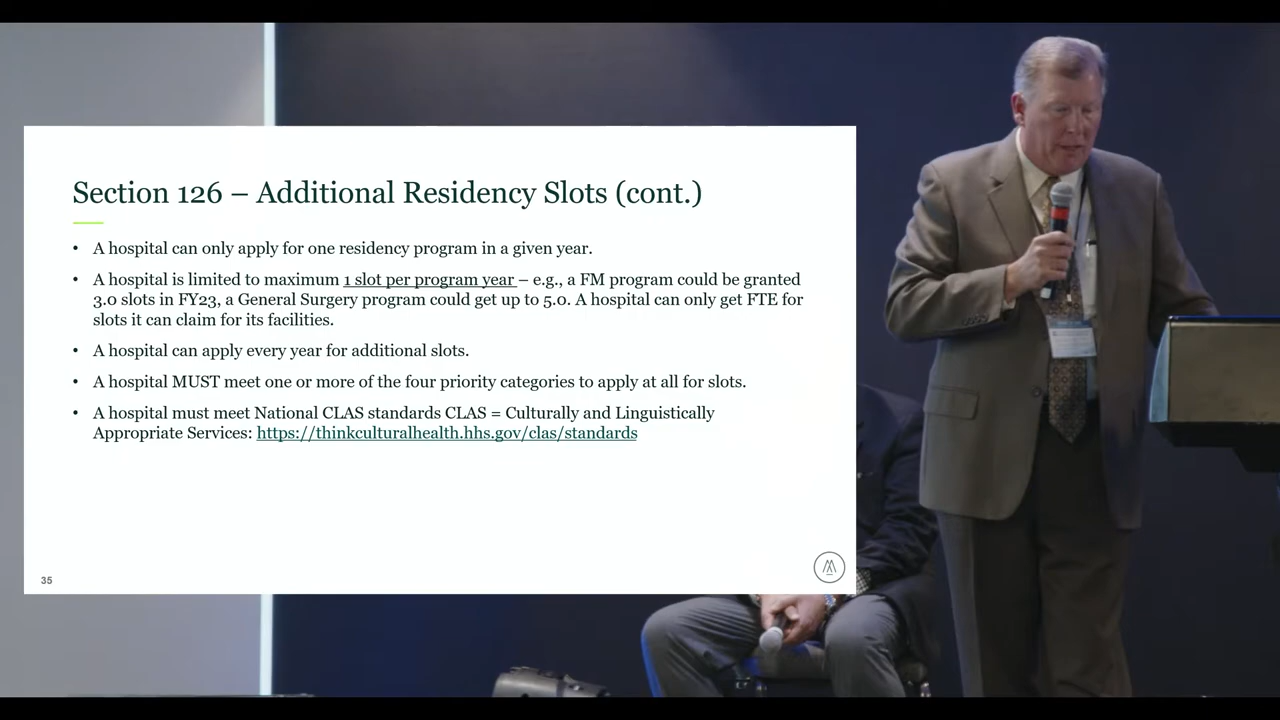 Section 126 – Additional Residency Slots (cont.)
• A hospital can only apply for one residency program in a given year.
• A hospital is limited to maximum 1 slot per program year – e.g., a FM program could be granted
3.0 slots in FY23, a General Surgery program could get up to 5.0. A hospital can only get FTE for
slots it can claim for its facilities.
• A hospital can apply every year for additional slots.
• A hospital MUST meet one or more of the four priority categories to apply at all for slots.
• A hospital must meet National CLAS standards CLAS = Culturally and Linguistically
Appropriate Services: https://thinkculturalhealth.hhs.gov/clas/standards
35